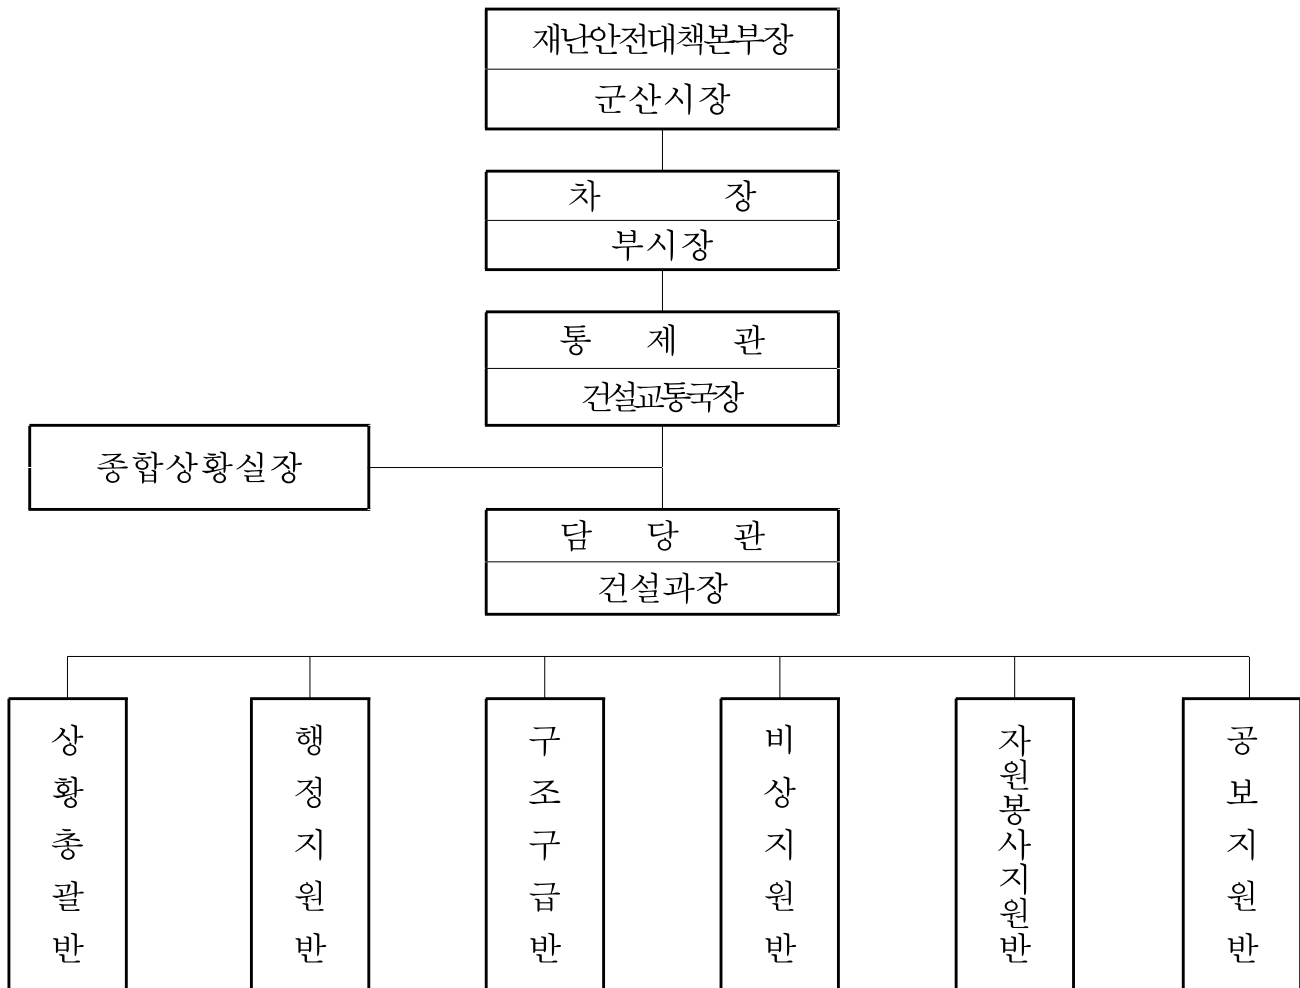 재난안전대책본부장
군산시장
차 장
부시장
통 제 관
건설교통국장
종합상황실장
담 당 관
건설과장
상황총괄반
행정지원반
구조구급반
비상지원반
자원봉사지원반
공보지원반